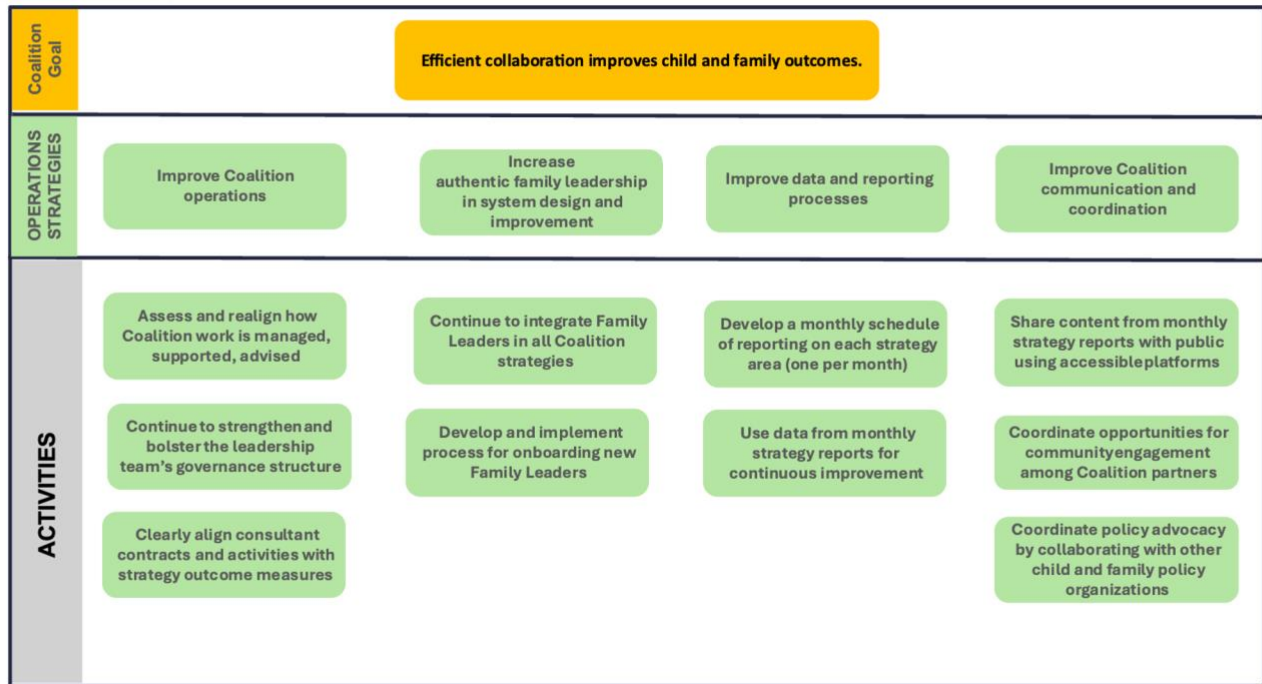 Coalition
Goal
Efficient collaboration improves child and family outcomes.
OPERATIONS
STRATEGIES
Improve Coalition
operations
Increase
authentic family leadership
in system design and
improvement
Improve data and reporting
processes
Improve Coalition
communication and
coordination
ACTIVITIES
Assess and realign how
Coalition work is managed,
supported, advised
Continue to strengthen and
bolster the leadership
team's governance structure
Clearly align consultant
contracts and activities with
strategy outcome measures
Continue to integrate Family
Leaders in all Coalition
strategies
Develop and implement
process for onboarding new
Family Leaders
Develop a monthly schedule
of reporting on each strategy
area (one per month)
Use data from monthly
strategy reports for
continuous improvement
Share content from monthly
strategy reports with public
using accessible platforms
Coordinate opportunities for
community engagement
among Coalition partners
Coordinate policy advocacy
by collaborating with other
child and family policy
organizations